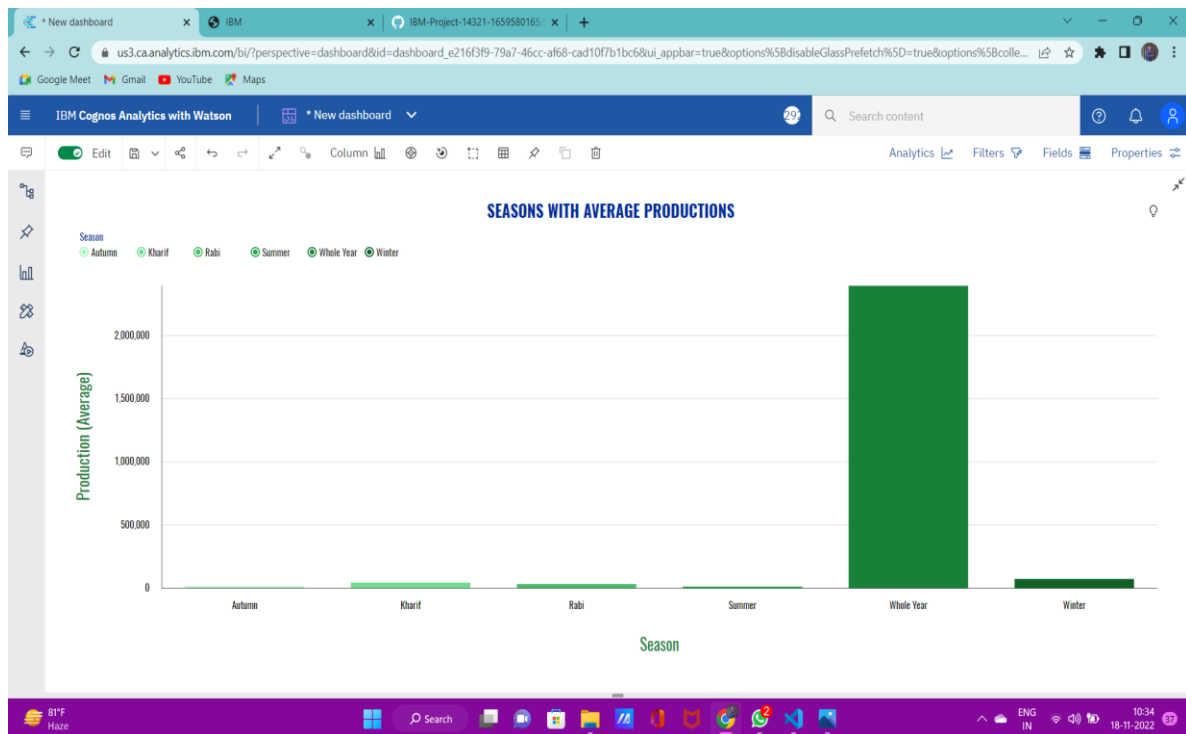 * New dashboard
IBM
IBM-Project-14321-1659580165/
us3.ca.analytics.ibm.com/bi/?perspective=dashboard&id=dashboard_e216f3f9-79a7-46cc-af68-cad10f7b1bc6&ui_appbar=true&options%5BdisableGlassPrefetch%5D=true&options%5Bcolle...
Google Meet Gmail YouTube Maps
IBM Cognos Analytics with Watson * New dashboard 292 Search content
Edit Column Analytics Filters Fields Properties
SEASONS WITH AVERAGE PRODUCTIONS
Season
Autumn Kharif Rabi Summer Whole Year Winter
Production (Average)
2,000,000
1,500,000
1,000,000
500,000
0
Autumn Kharif Rabi Summer Whole Year Winter
Season
81°F
Haze
Search
2
ENG
IN
10:34
18-11-2022
37